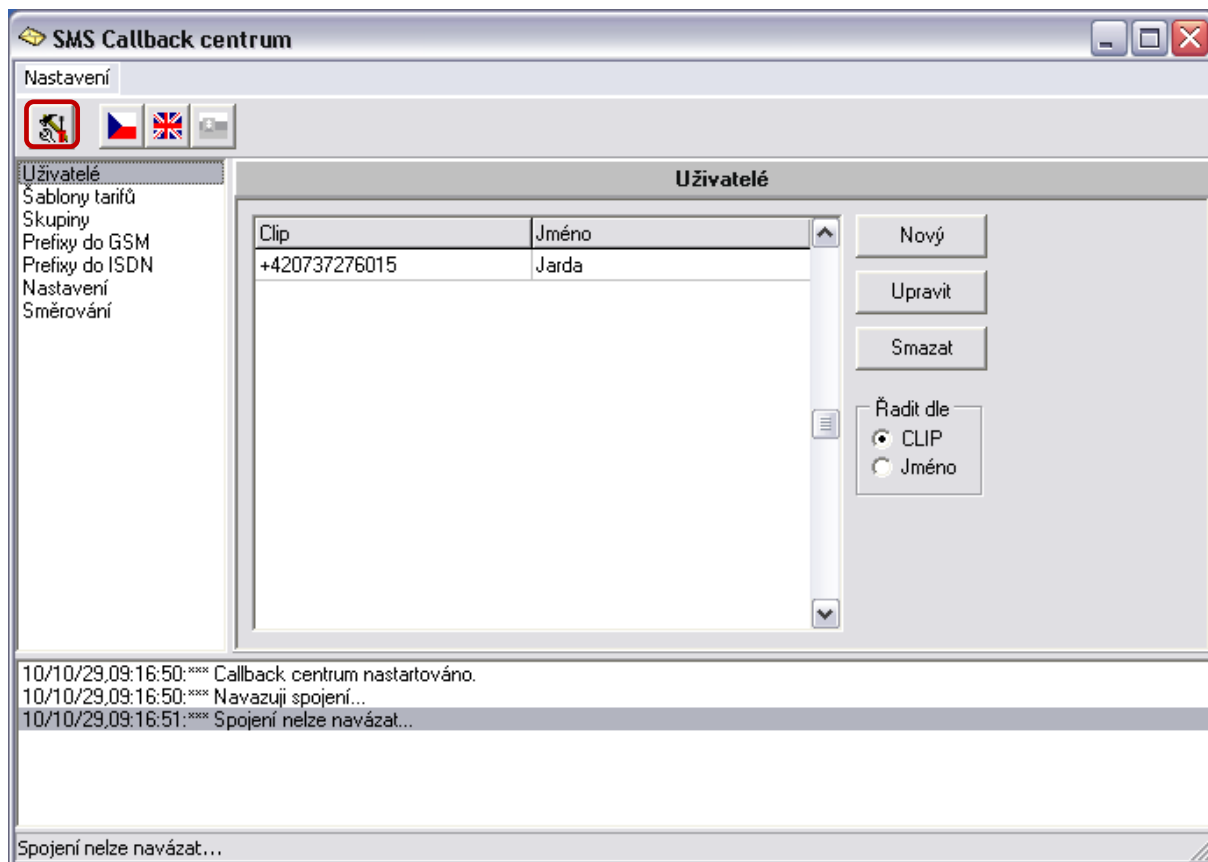 SMS Callback centrum
Nastavení
Uživatelé
Šablony tarifů
Skupiny
Prefixy do GSM
Prefixy do ISDN
Nastavení
Směrování
Uživatelé
Clip Jméno
+420737276015 Jarda
Nový
Upravit
Smazat
Řadit dle
CLIP
Jméno
10/10/29,09:16:50:*** Callback centrum nastartováno.
10/10/29,09:16:50:*** Navazuji spojení...
10/10/29,09:16:51:*** Spojení nelze navázat...
Spojení nelze navázat...